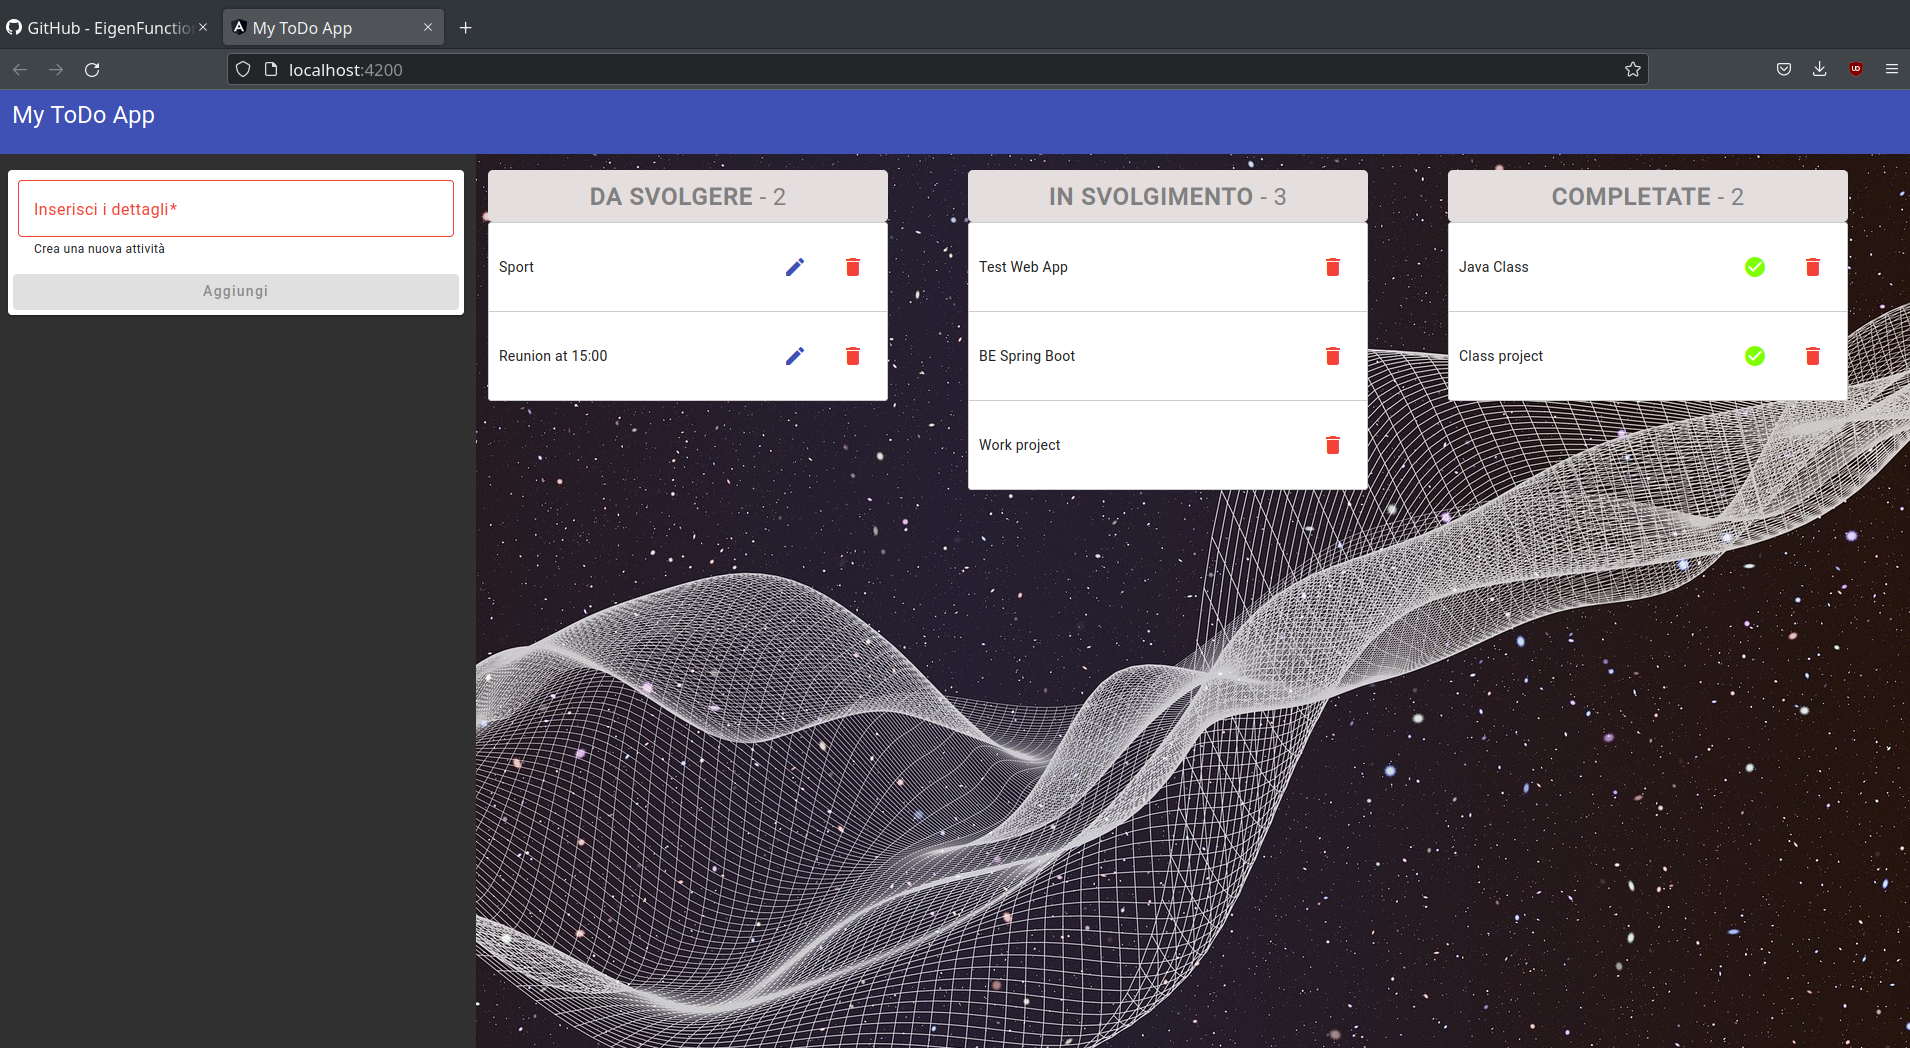 GitHub - EigenFunction
My ToDo App
localhost:4200
My ToDo App
Inserisci i dettagli*
Crea una nuova attività
Aggiungi
DA SVOLGERE - 2
Sport
Reunion at 15:00
IN SVOLGIMENTO - 3
Test Web App
BE Spring Boot
Work project
COMPLETATE - 2
Java Class
Class project